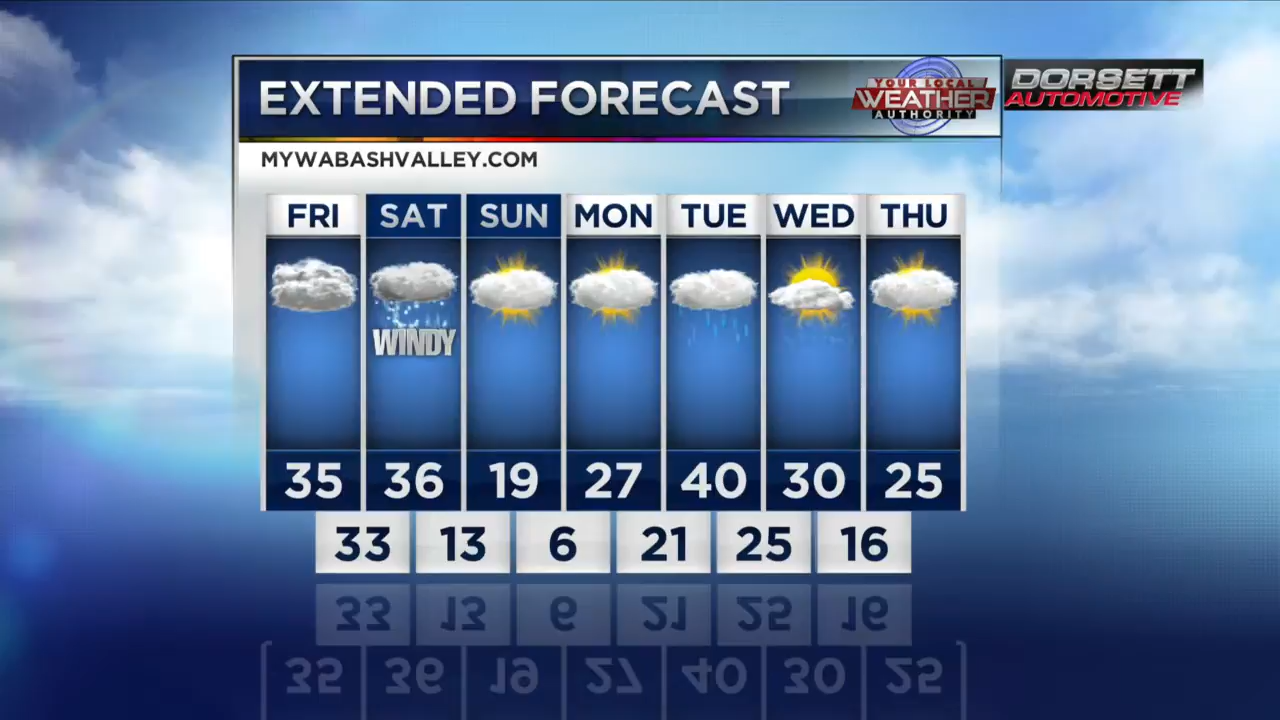 EXTENDED FORECAST
YOUR LOCAL
WEATHER
AUTHORITY
DORSETT
AUTOMOTIVE
MYWABASHVALLEY.COM
FRI SAT SUN MON TUE WED THU
WINDY
35 36 19 27 40 30 25
33 13 6 21 25 16